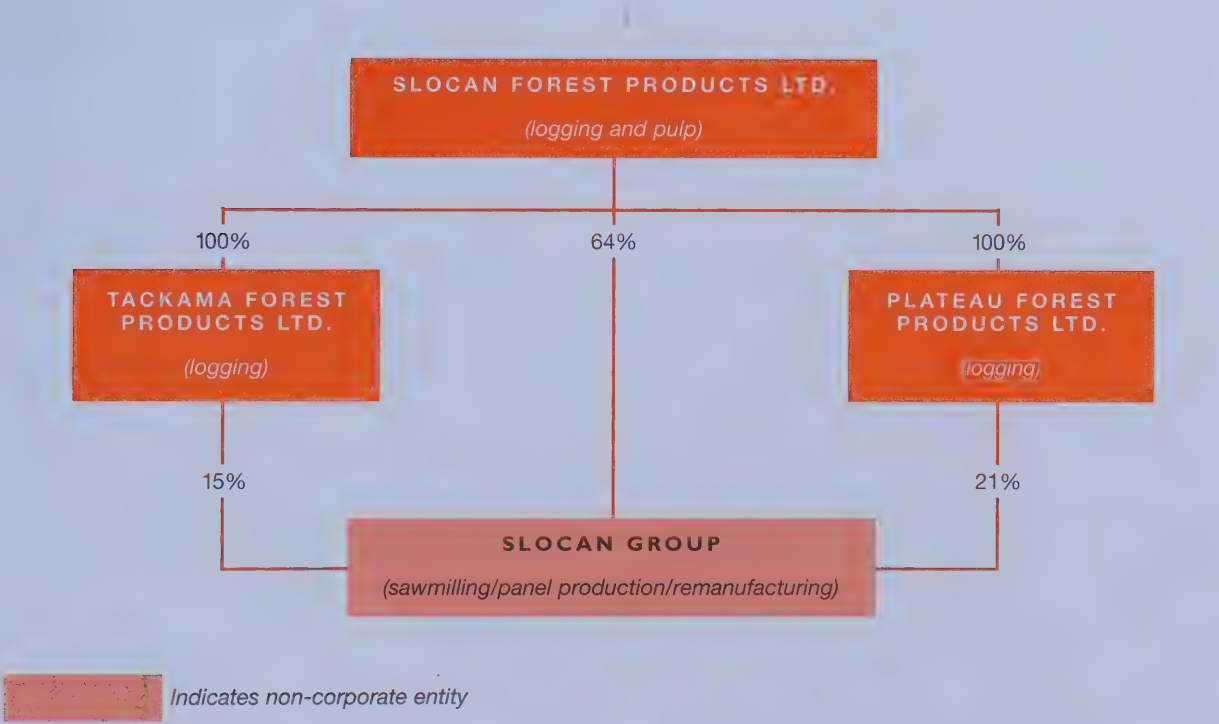 SLOCAN FOREST PRODUCTS LTD.
(logging and pulp)
100%
64%
100%
TACKAMA FOREST
PRODUCTS LTD.
(logging)
PLATEAU FOREST
PRODUCTS LTD.
(logging)
15%
21%
SLOCAN GROUP
(sawmilling/panel production/remanufacturing)
Indicates non-corporate entity